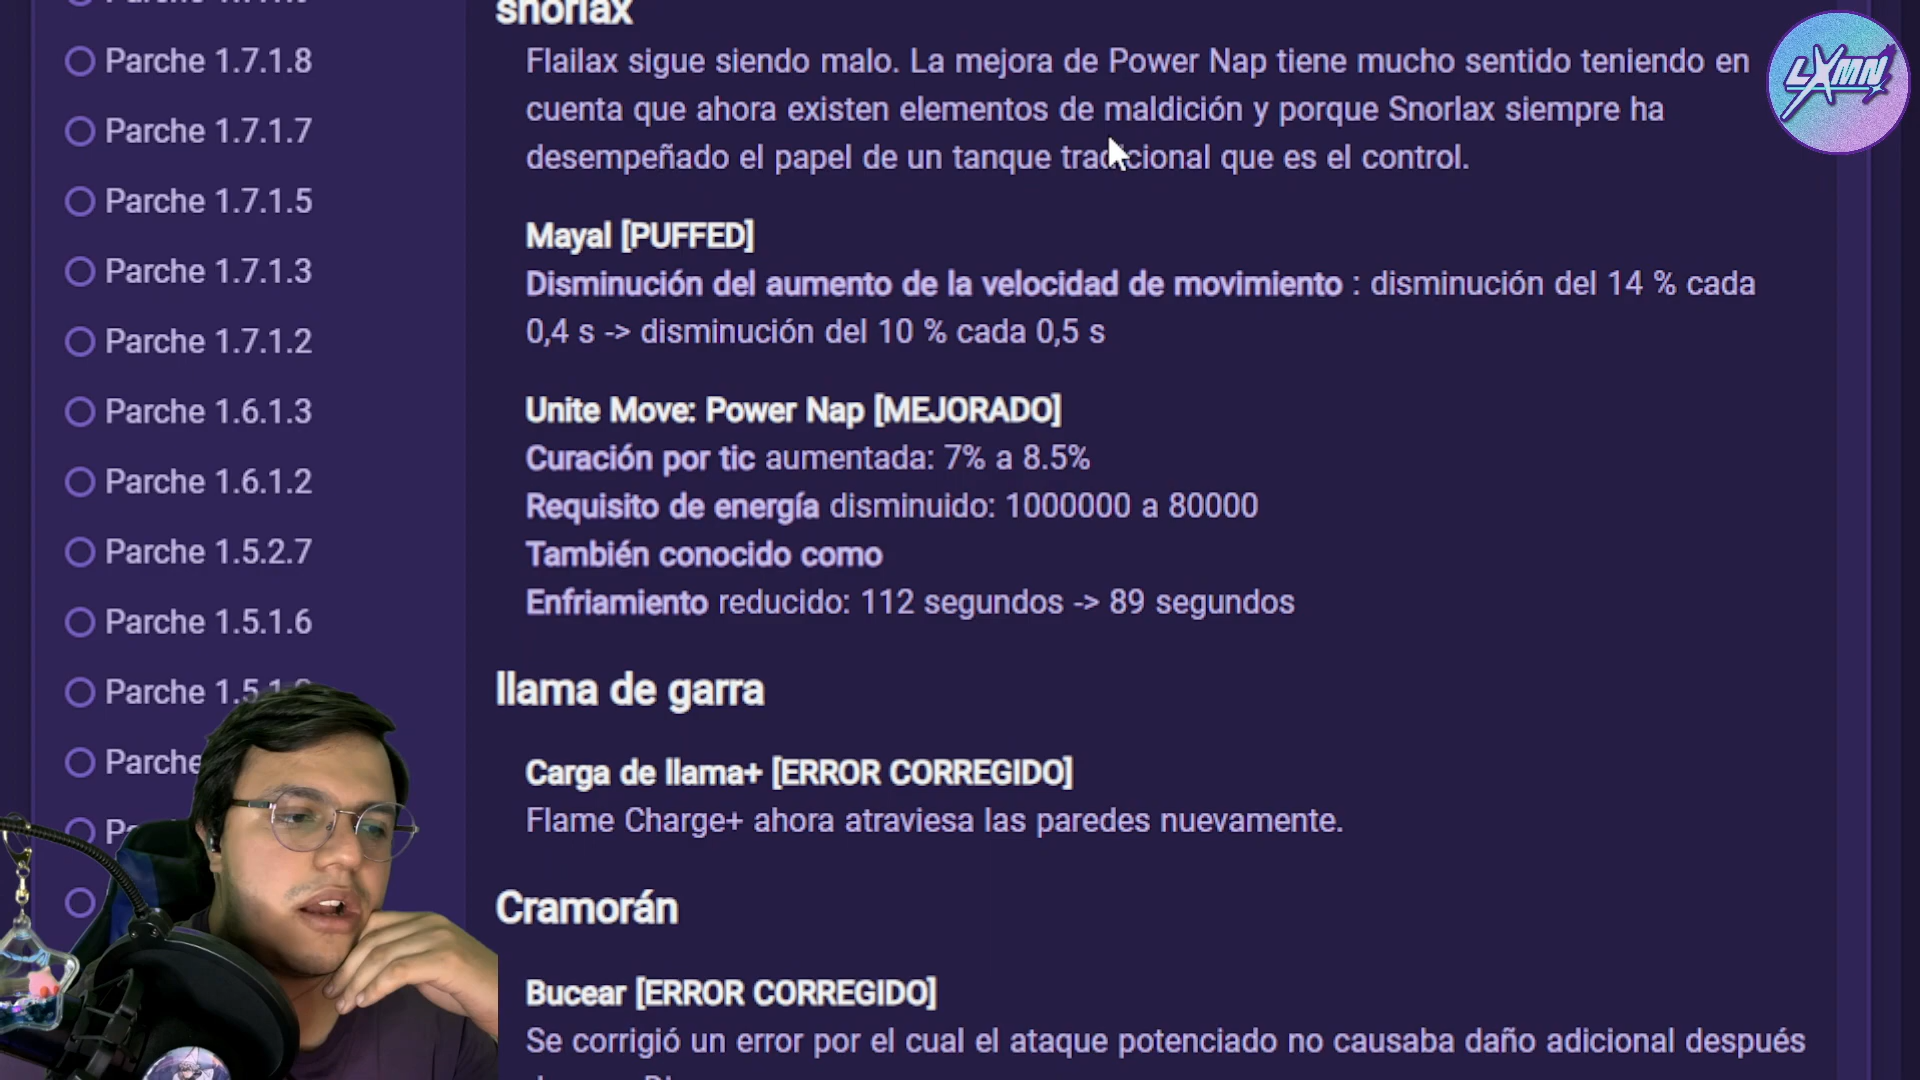 Parche 1.7.1.8
Parche 1.7.1.7
Parche 1.7.1.5
Parche 1.7.1.3
Parche 1.7.1.2
Parche 1.6.1.3
Parche 1.6.1.2
Parche 1.5.2.7
Parche 1.5.1.6
Parche
Parche
snorlax
Flailax sigue siendo malo. La mejora de Power Nap tiene mucho sentido teniendo en
cuenta que ahora existen elementos de maldición y porque Snorlax siempre ha
desempeñado el papel de un tanque tradicional que es el control.
Mayal [PUFFED]
Disminución del aumento de la velocidad de movimiento : disminución del 14 % cada
0,4 s -> disminución del 10 % cada 0,5 s
Unite Move: Power Nap [MEJORADO]
Curación por tic aumentada: 7% a 8.5%
Requisito de energía disminuido: 1000000 a 80000
También conocido como
Enfriamiento reducido: 112 segundos -> 89 segundos
llama de garra
Carga de llama+ [ERROR CORREGIDO]
Flame Charge+ ahora atraviesa las paredes nuevamente.
Cramorán
Bucear [ERROR CORREGIDO]
Se corrigió un error por el cual el ataque potenciado no causaba daño adicional después
LXMN